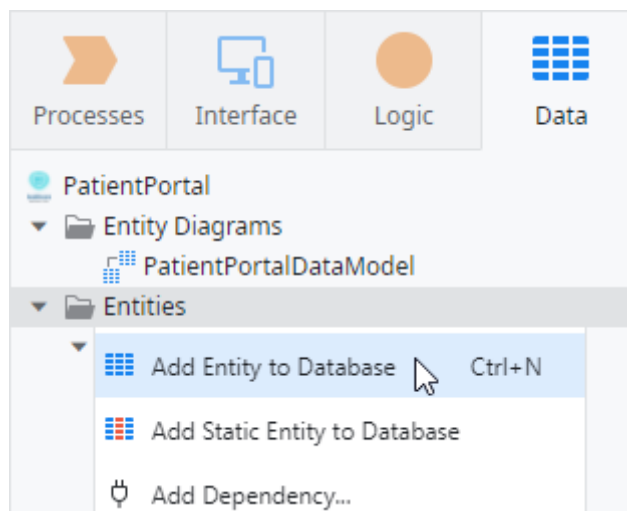 Processes Interface Logic Data
PatientPortal
Entity Diagrams
PatientPortalDataModel
Entities
Add Entity to Database Ctrl+N
Add Static Entity to Database
Add Dependency...